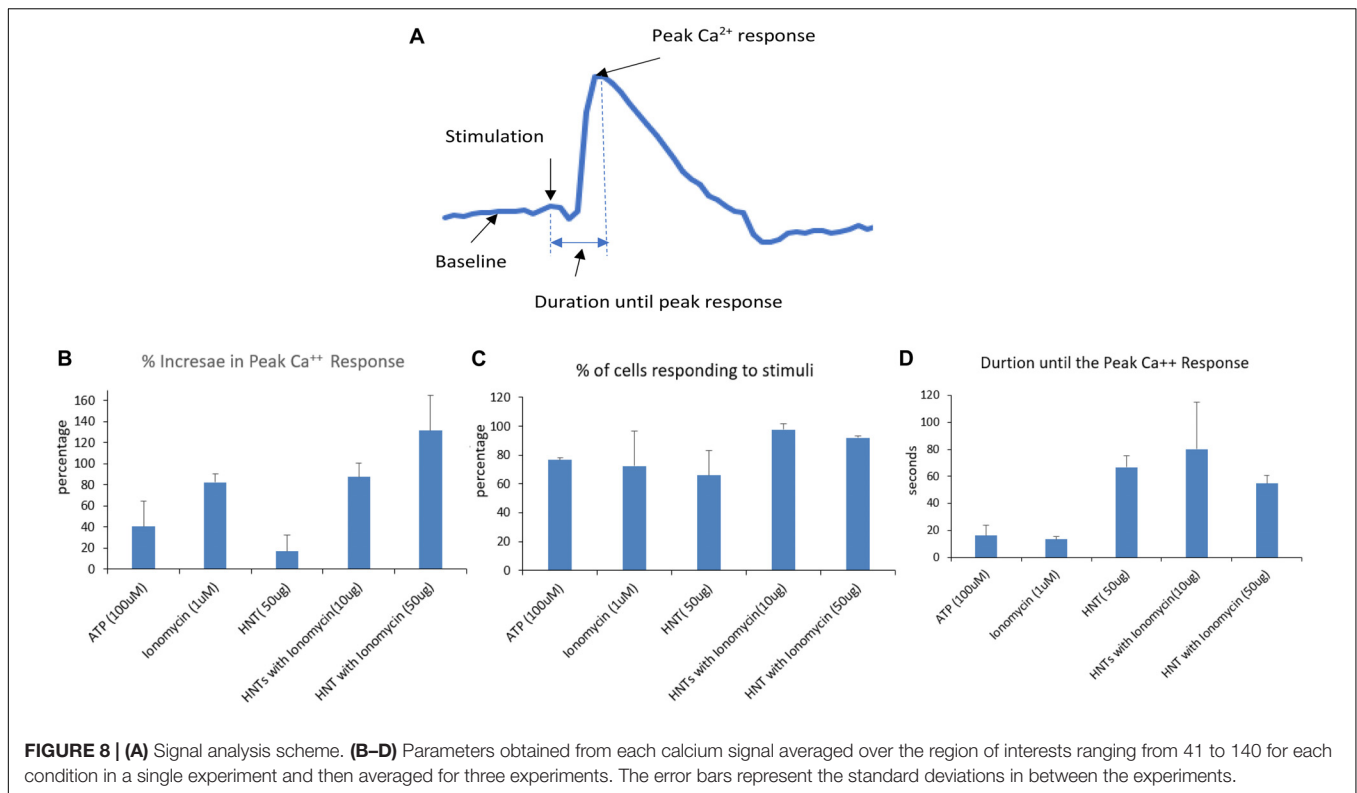 A
Peak Ca²⁺ response
Stimulation
Baseline
Duration until peak response
B
% Incresae in Peak Ca⁺⁺ Response
percentage
160
140
120
100
80
60
40
20
0
ATP (100uM)
Ionomycin (1uM)
HNT( 50ug)
HNTs with Ionomycin(10ug)
HNT with Ionomycin (50ug)
C
% of cells responding to stimuli
percentage
120
100
80
60
40
20
0
ATP (100uM)
Ionomycin (1uM)
HNT( 50ug)
HNTs with Ionomycin(10ug)
HNT with Ionomycin (50ug)
D
Durtion until the Peak Ca++ Response
seconds
120
100
80
60
40
20
0
ATP (100uM)
Ionomycin (1uM)
HNT( 50ug)
HNTs with Ionomycin(10ug)
HNT with Ionomycin (50ug)
FIGURE 8 | (A) Signal analysis scheme. (B–D) Parameters obtained from each calcium signal averaged over the region of interests ranging from 41 to 140 for each
condition in a single experiment and then averaged for three experiments. The error bars represent the standard deviations in between the experiments.